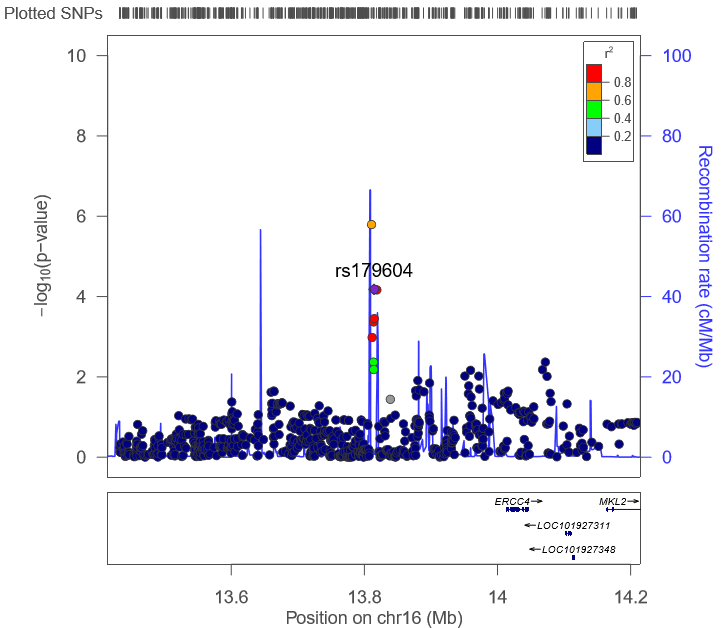 Plotted SNPs
10
8
6
4
2
0
−log10(p−value)
100
80
60
40
20
0
Recombination rate (cM/Mb)
r2
0.8
0.6
0.4
0.2
rs179604
ERCC4
MKL2
LOC101927311
LOC101927348
13.6
13.8
14
14.2
Position on chr16 (Mb)